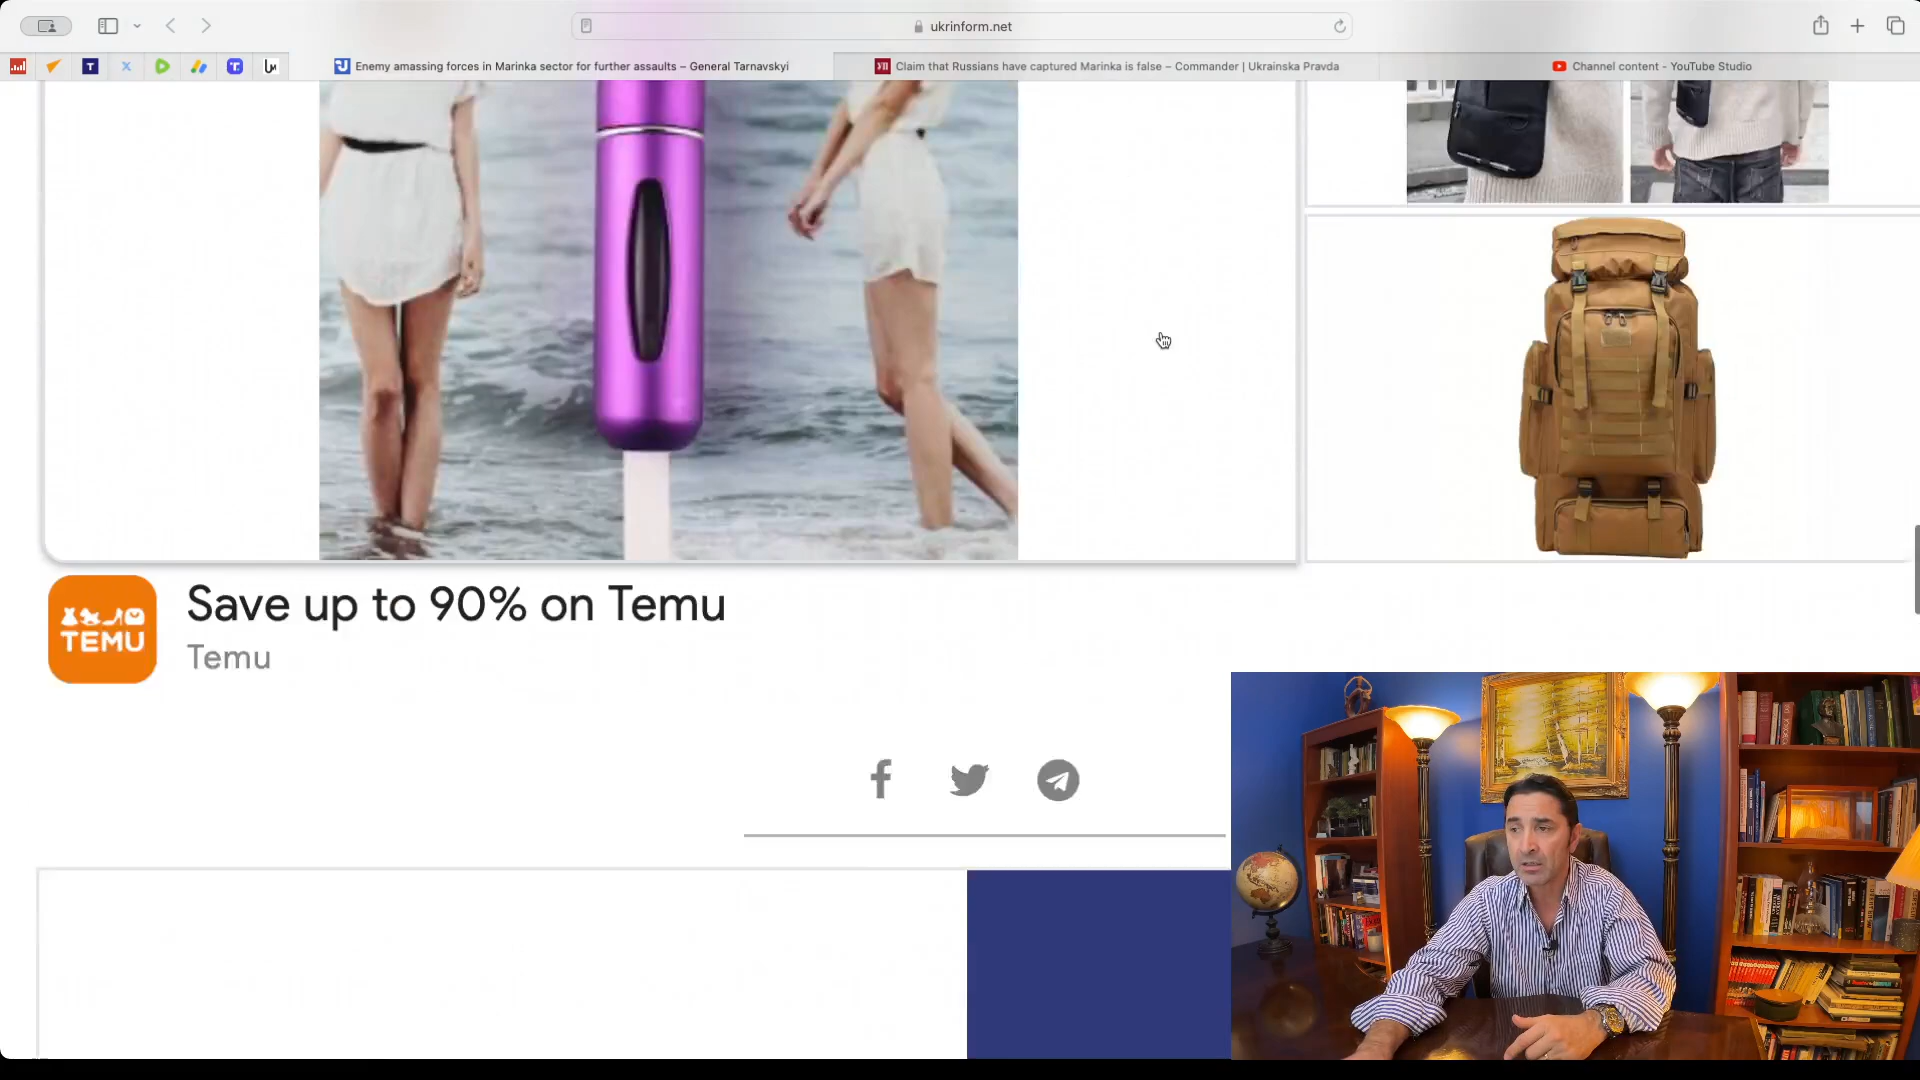 ukrinform.net
Enemy amassing forces in Marinka sector for further assaults – General Tarnavskyi
Claim that Russians have captured Marinka is false – Commander | Ukrainska Pravda
Channel content - YouTube Studio
TEMU
Save up to 90% on Temu
Temu